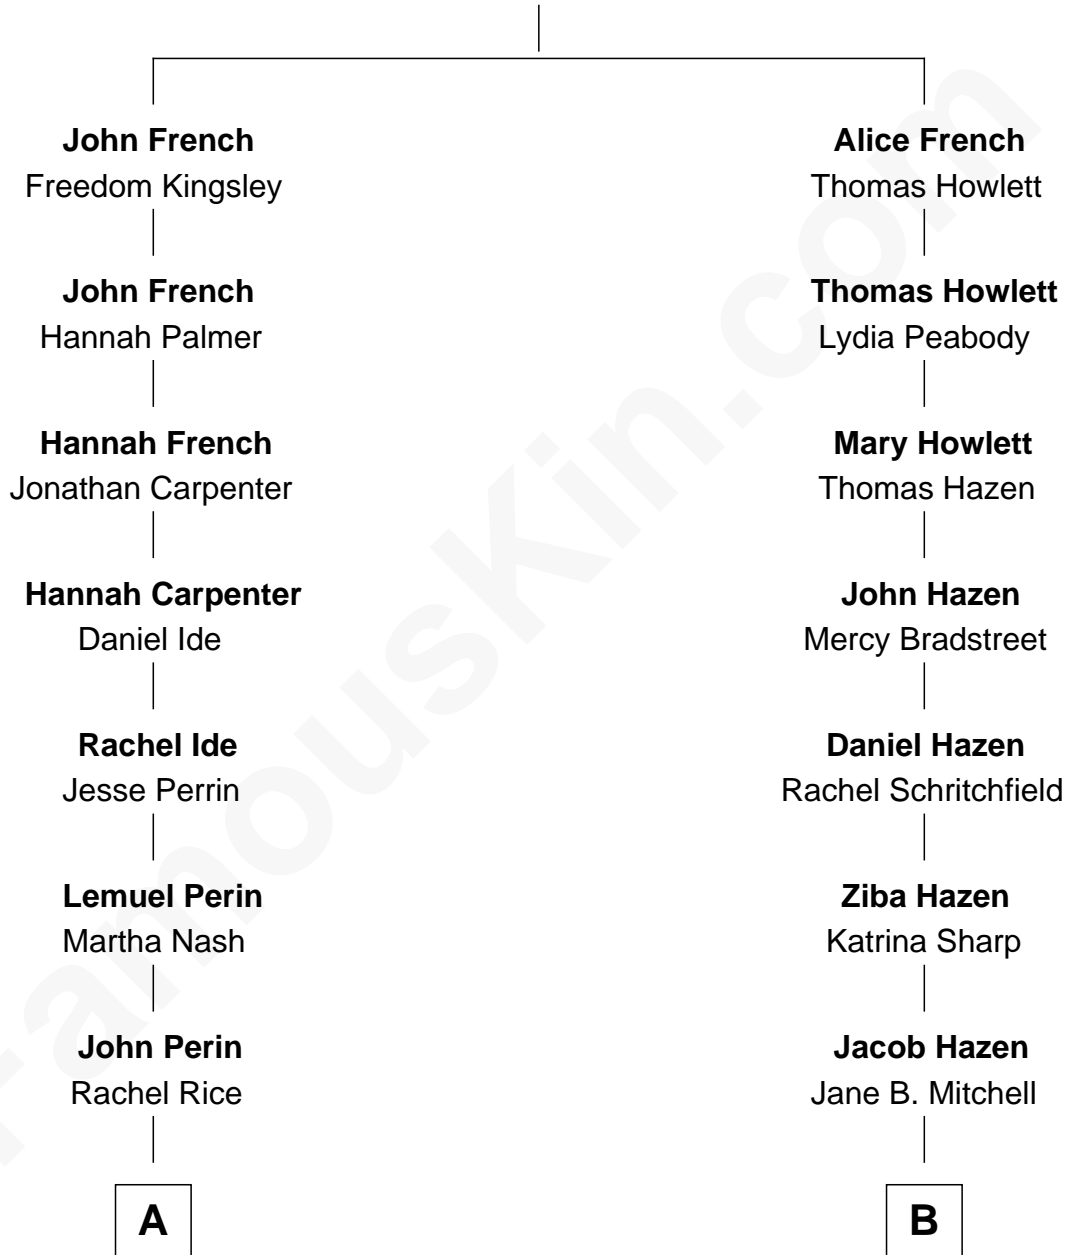 John French
Freedom Kingsley
John French
Hannah Palmer
Hannah French
Jonathan Carpenter
Hannah Carpenter
Daniel Ide
Rachel Ide
Jesse Perrin
Lemuel Perin
Martha Nash
John Perin
Rachel Rice
A
Alice French
Thomas Howlett
Thomas Howlett
Lydia Peabody
Mary Howlett
Thomas Hazen
John Hazen
Mercy Bradstreet
Daniel Hazen
Rachel Schritchfield
Ziba Hazen
Katrina Sharp
Jacob Hazen
Jane B. Mitchell
B
FamousKin.com